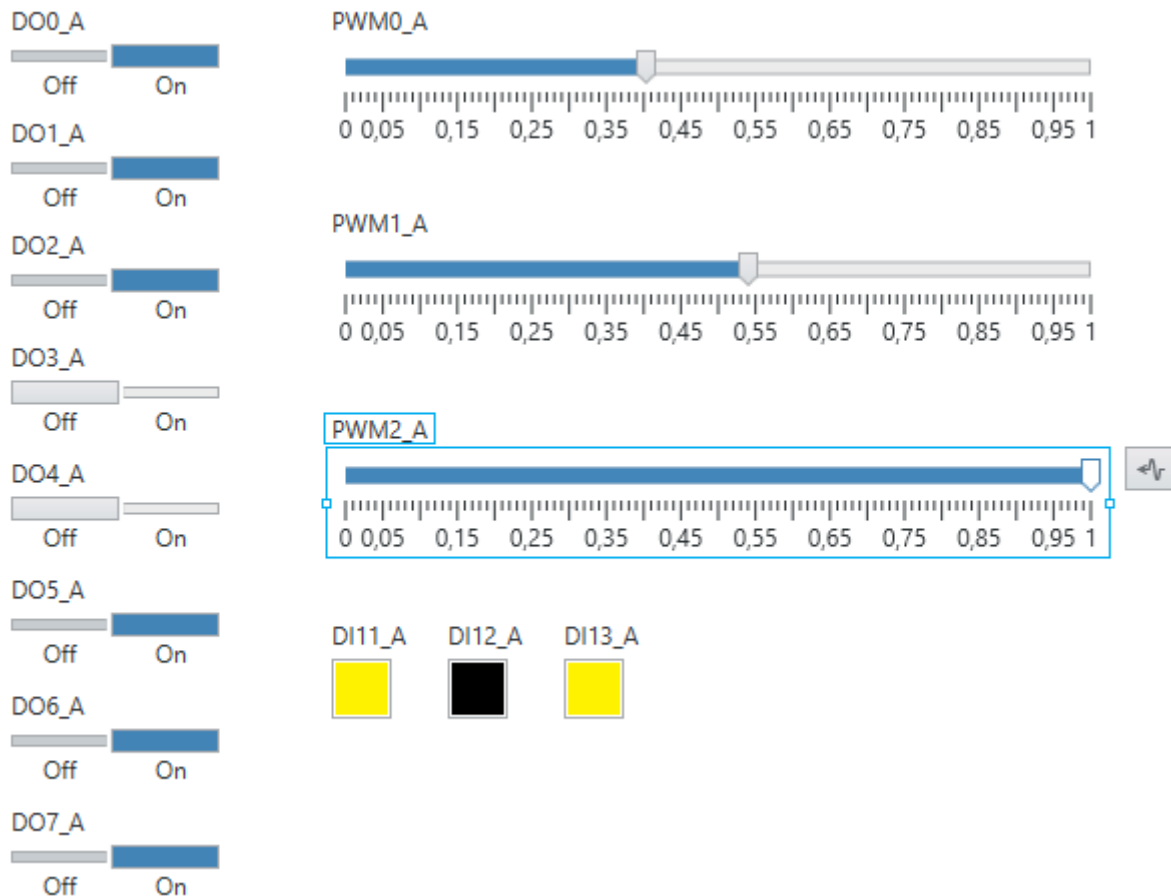 DO0_A
Off On
DO1_A
Off On
DO2_A
Off On
DO3_A
Off On
DO4_A
Off On
DO5_A
Off On
DO6_A
Off On
DO7_A
Off On
PWM0_A
0 0,05 0,15 0,25 0,35 0,45 0,55 0,65 0,75 0,85 0,95 1
PWM1_A
0 0,05 0,15 0,25 0,35 0,45 0,55 0,65 0,75 0,85 0,95 1
PWM2_A
0 0,05 0,15 0,25 0,35 0,45 0,55 0,65 0,75 0,85 0,95 1
DI11_A DI12_A DI13_A